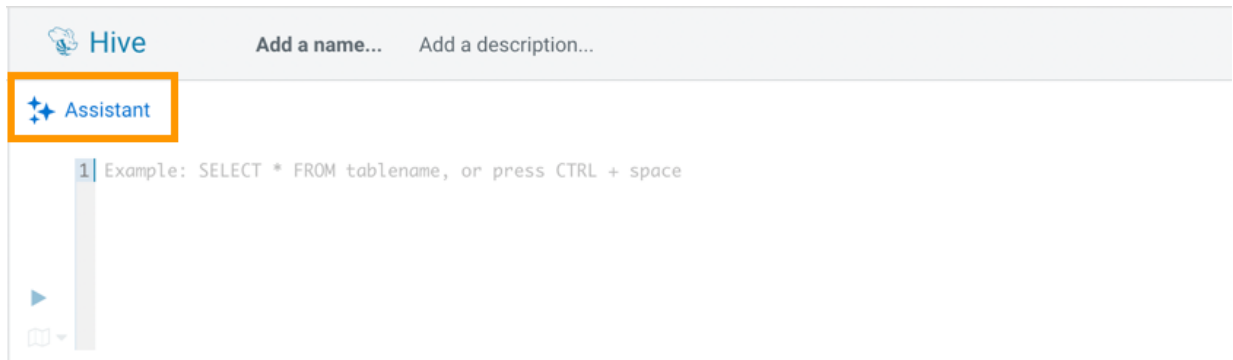 Hive Add a name... Add a description...
Assistant
1 Example: SELECT * FROM tablename, or press CTRL + space